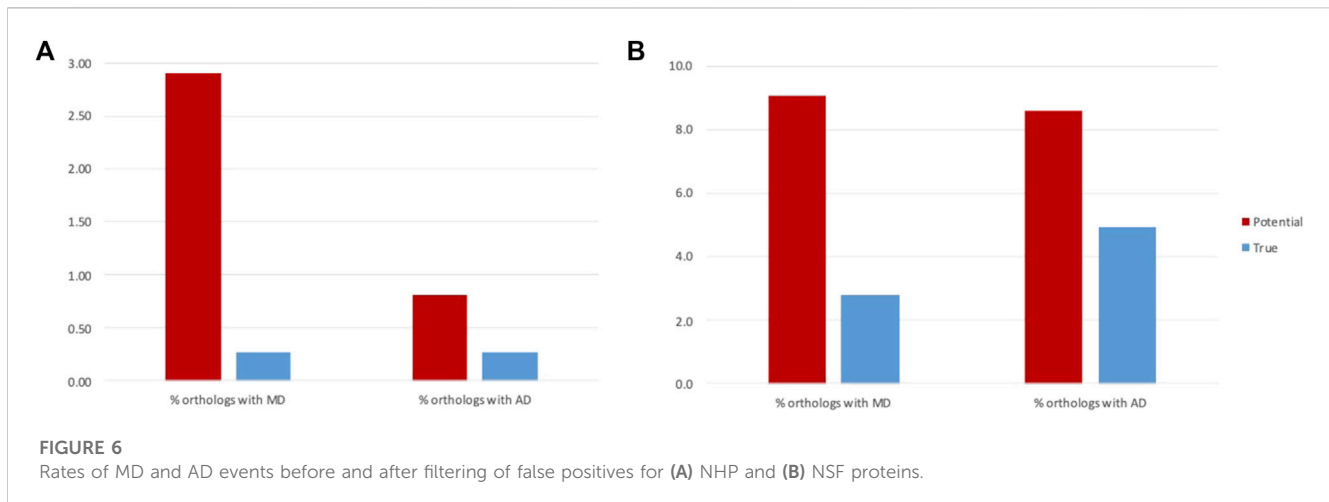 A
3.00
2.50
2.00
1.50
1.00
0.50
0.00
% orthologs with MD
% orthologs with AD
B
10.0
8.0
6.0
4.0
2.0
0.0
% orthologs with MD
% orthologs with AD
Potential
True
FIGURE 6
Rates of MD and AD events before and after filtering of false positives for (A) NHP and (B) NSF proteins.